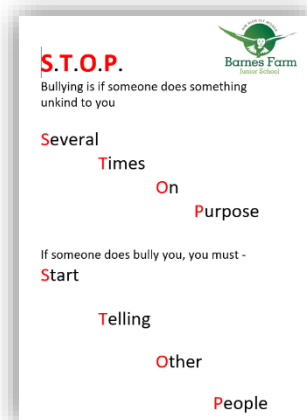 S.T.O.P.
Barnes Farm
Junior School
Bullying is if someone does something
unkind to you
Several
Times
On
Purpose
If someone does bully you, you must -
Start
Telling
Other
People